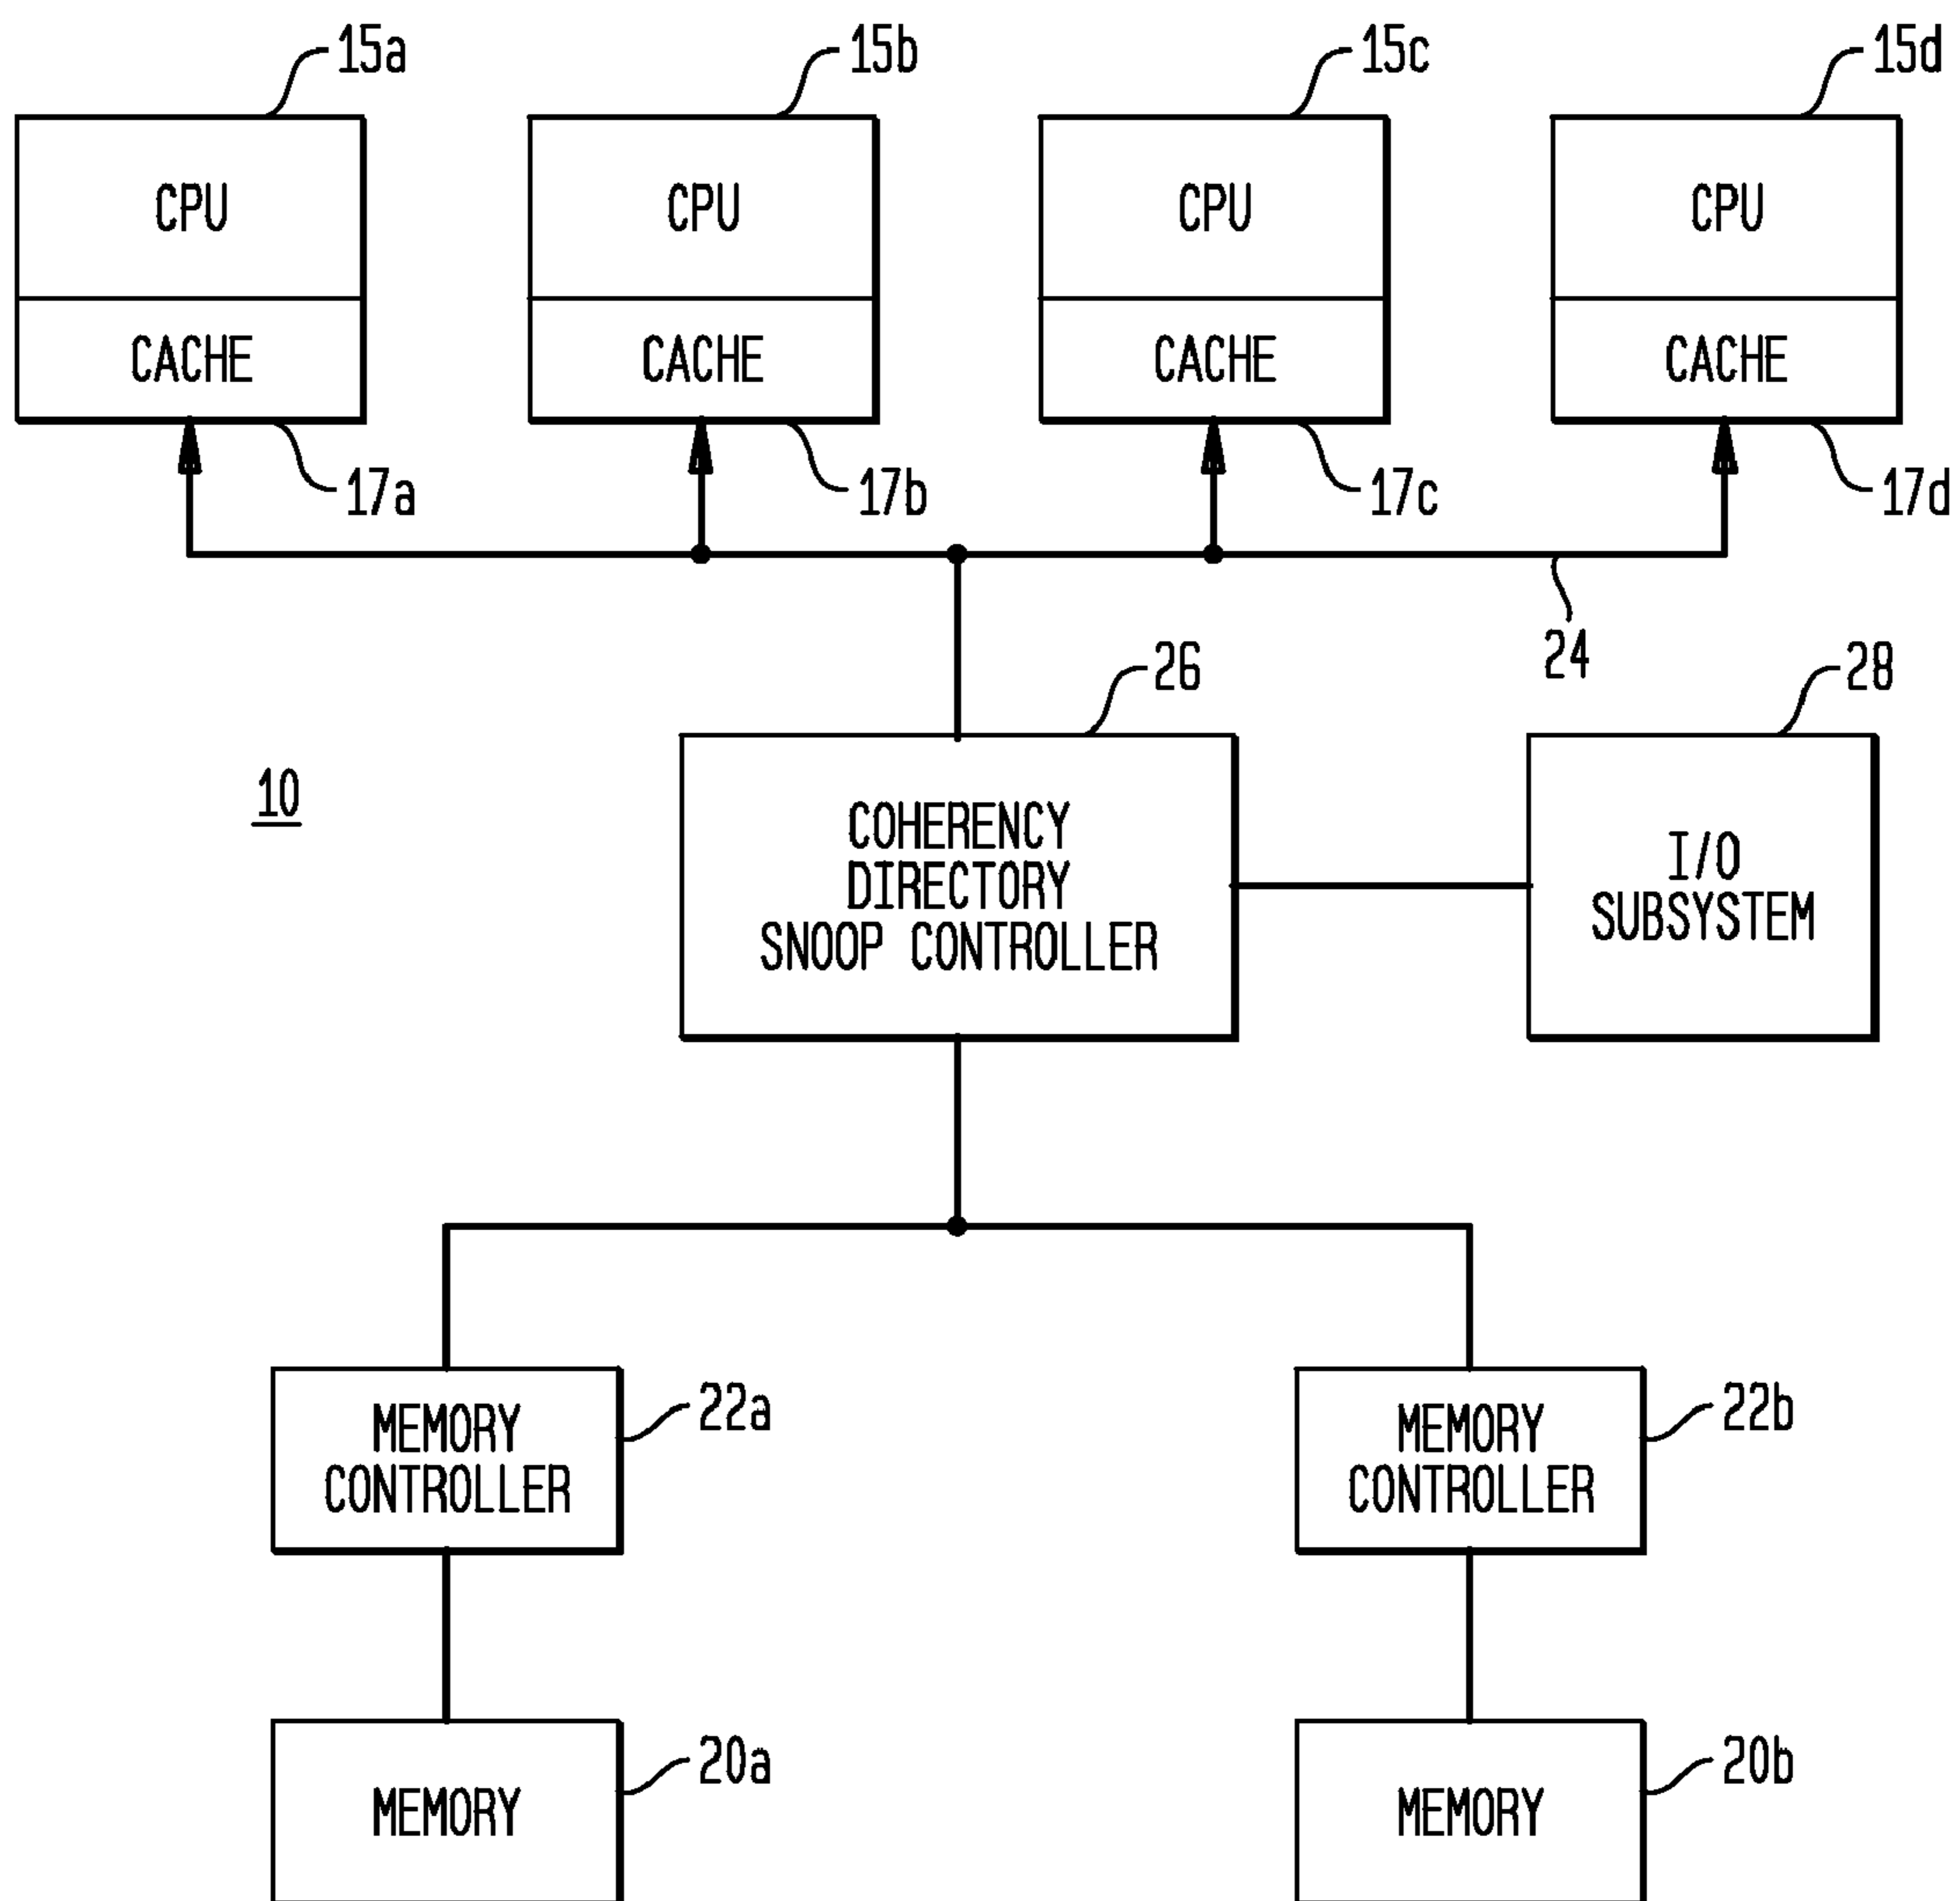 15a
15b
15c
15d
CPU
CPU
CPU
CPU
CACHE
CACHE
CACHE
CACHE
17a
17b
17c
17d
24
26
28
10
COHERENCY
DIRECTORY
SNOOP CONTROLLER
I/O
SUBSYSTEM
MEMORY
CONTROLLER
22a
MEMORY
CONTROLLER
22b
MEMORY
20a
MEMORY
20b